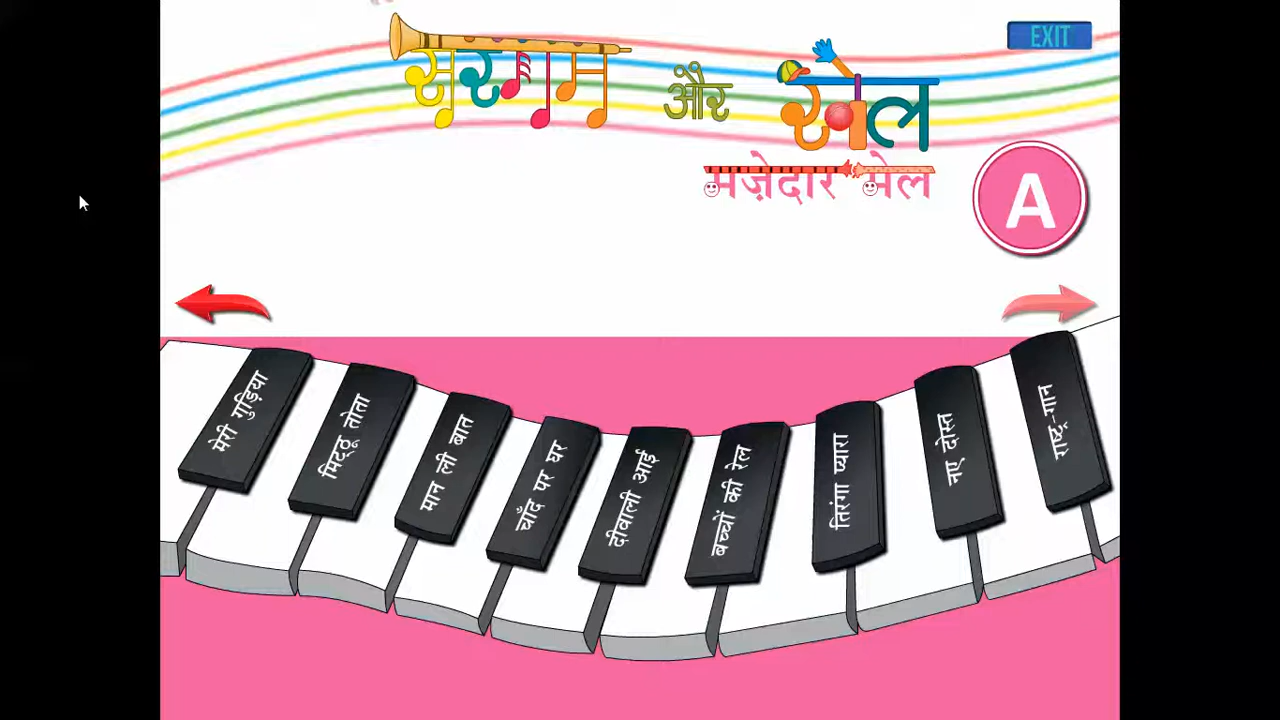 EXIT
सरगम और खेल
मज़ेदार मेल
A
मेरी गुड़िया
मिट्ठू तोता
मान ली बात
चाँद पर घर
दीवाली आई
बच्चों की रेल
तिरंगा प्यारा
नए दोस्त
राष्ट्र-गान